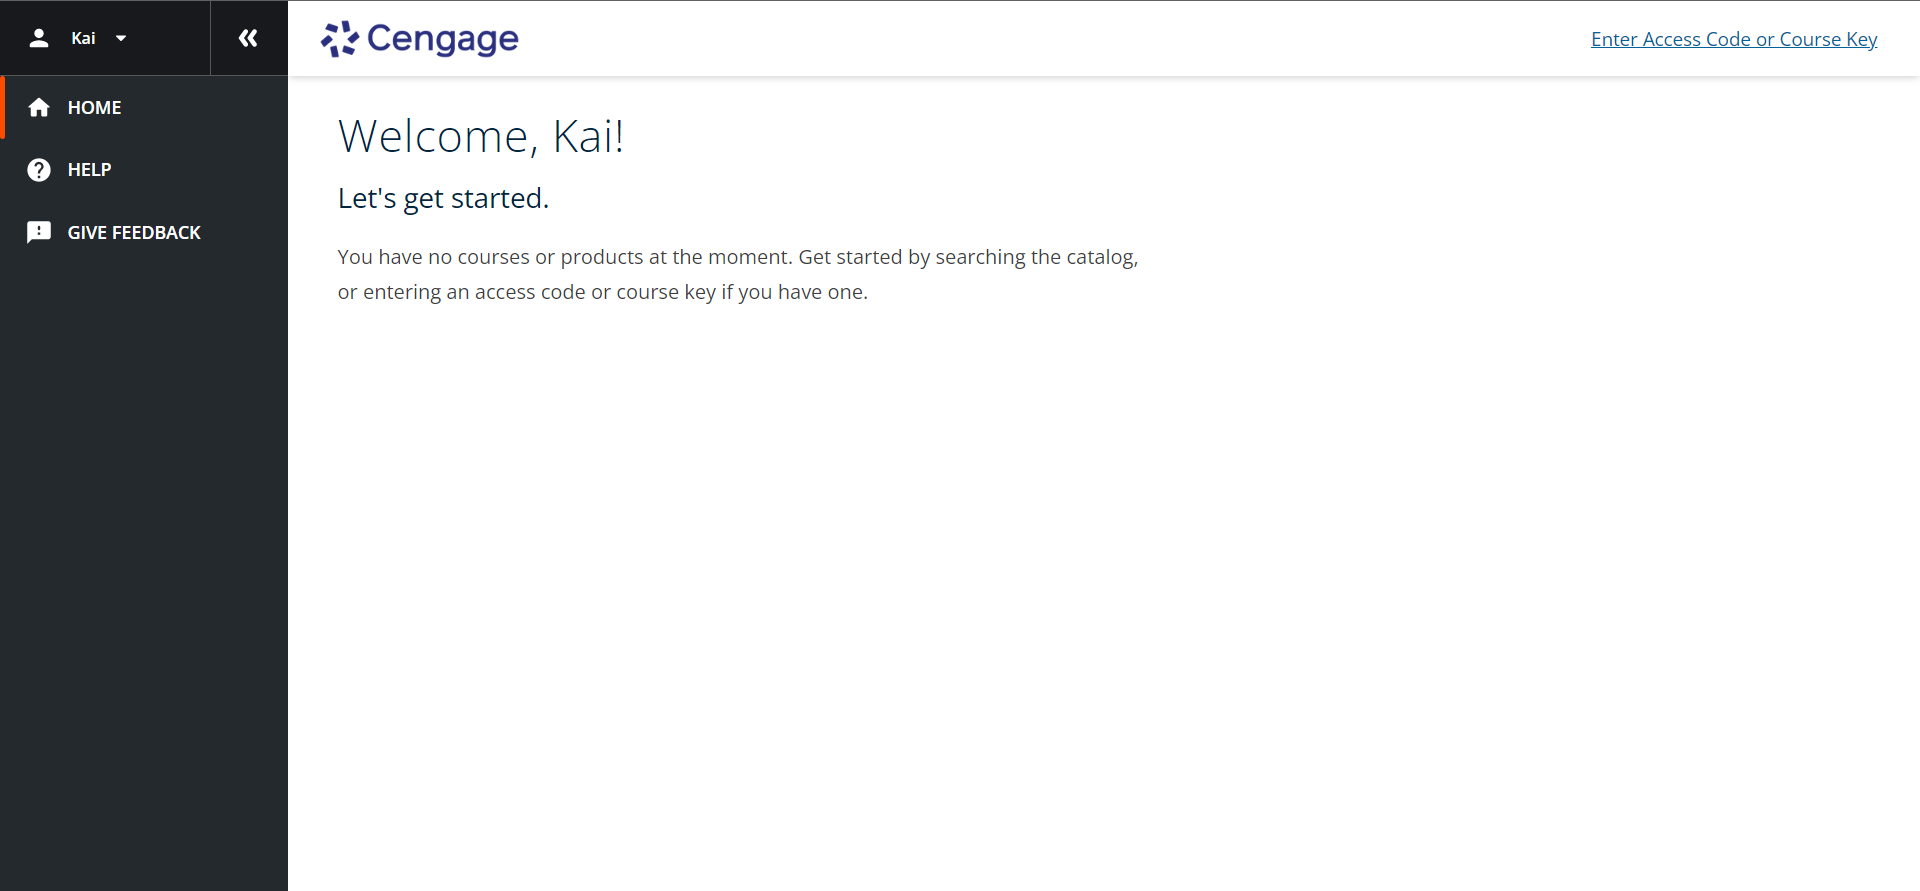 Kai
Cengage
Enter Access Code or Course Key
HOME
HELP
GIVE FEEDBACK
Welcome, Kai!
Let's get started.
You have no courses or products at the moment. Get started by searching the catalog,
or entering an access code or course key if you have one.